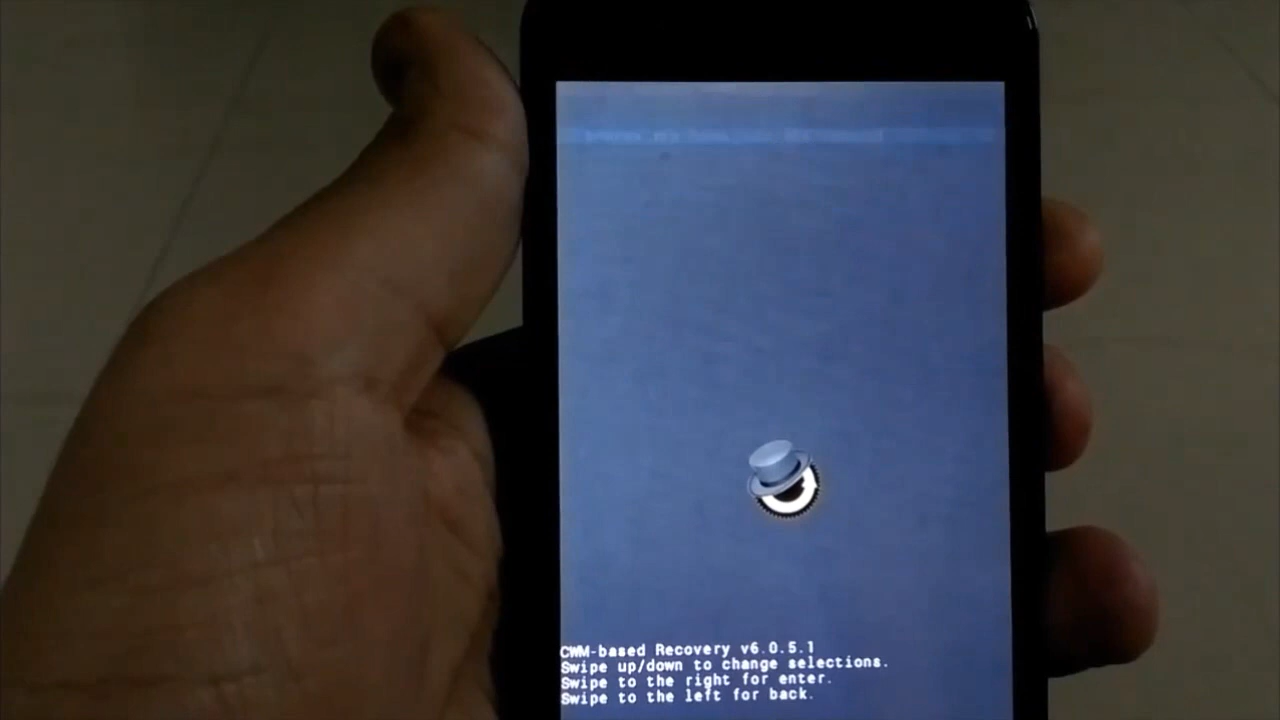 CWM-based Recovery v6.0.5.1
Swipe up/down to change selections.
Swipe to the right for enter.
Swipe to the left for back.